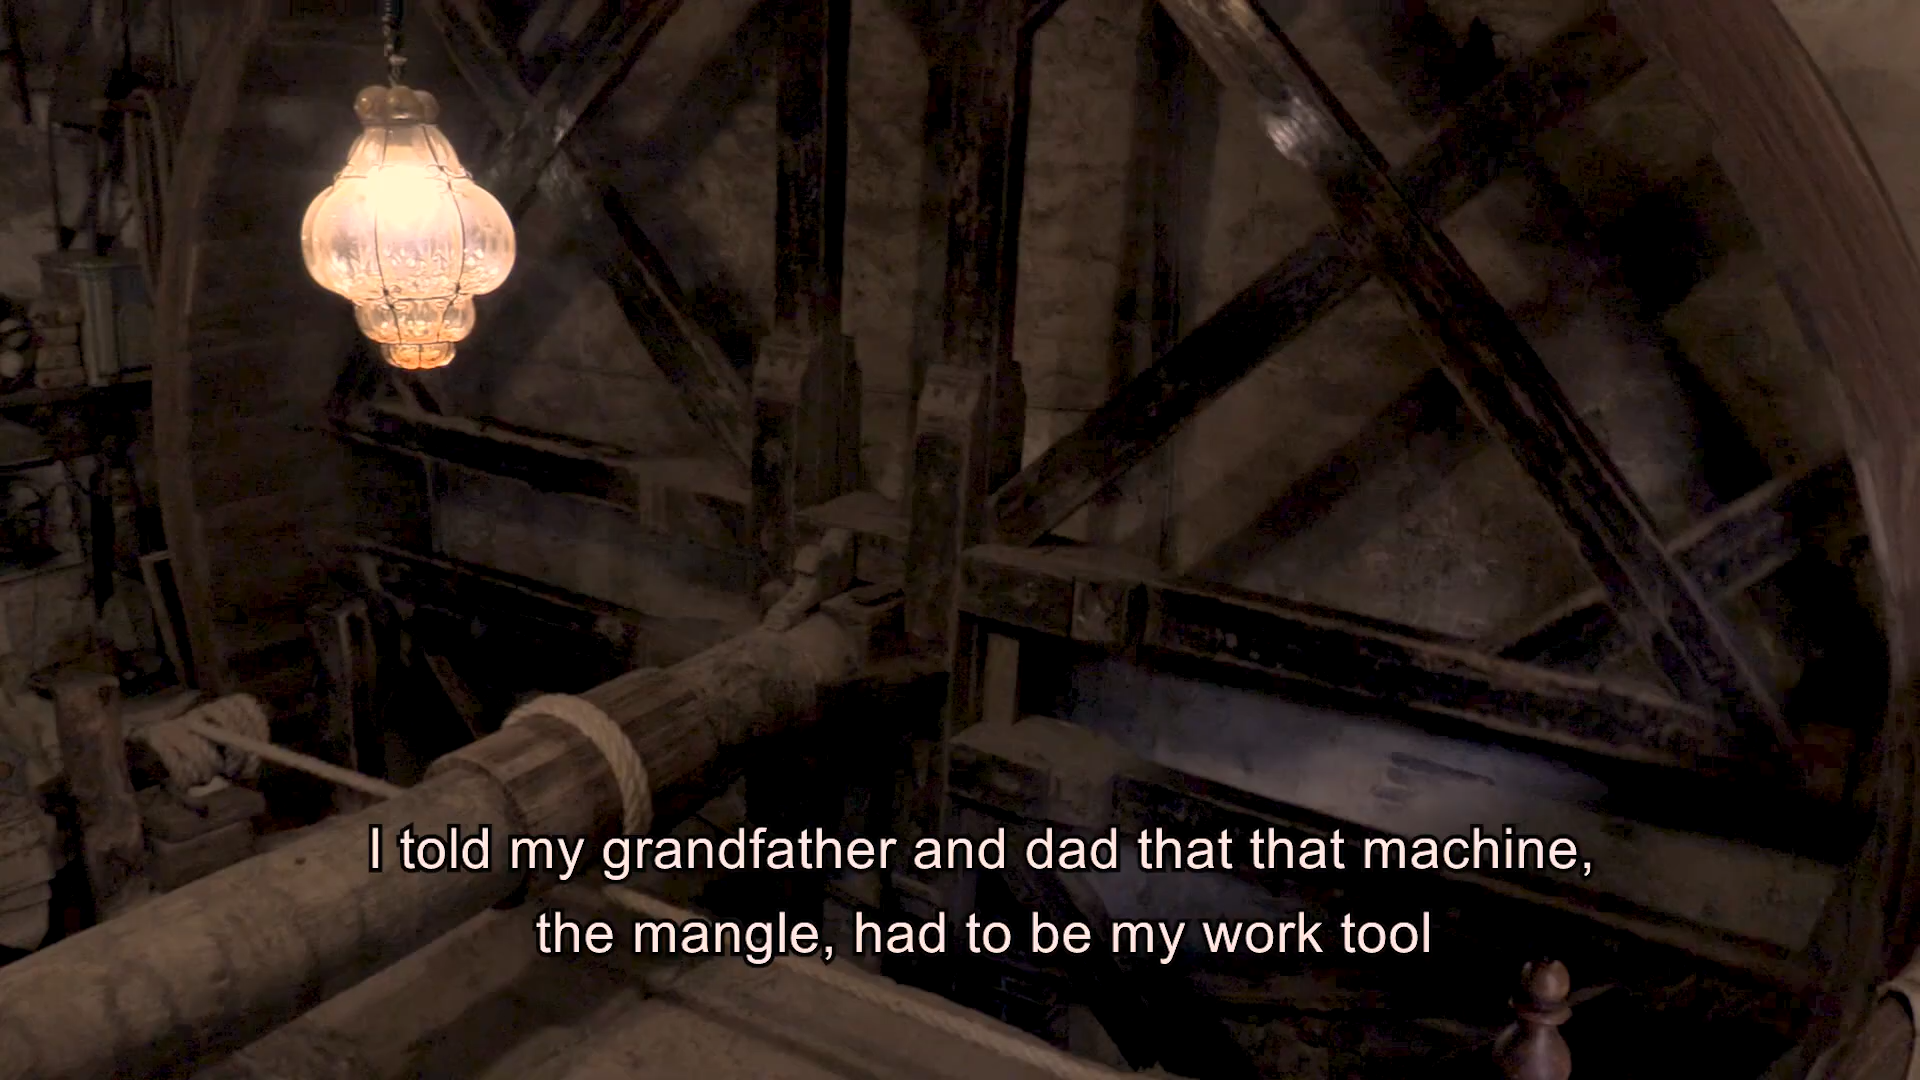 I told my grandfather and dad that that machine,
the mangle, had to be my work tool